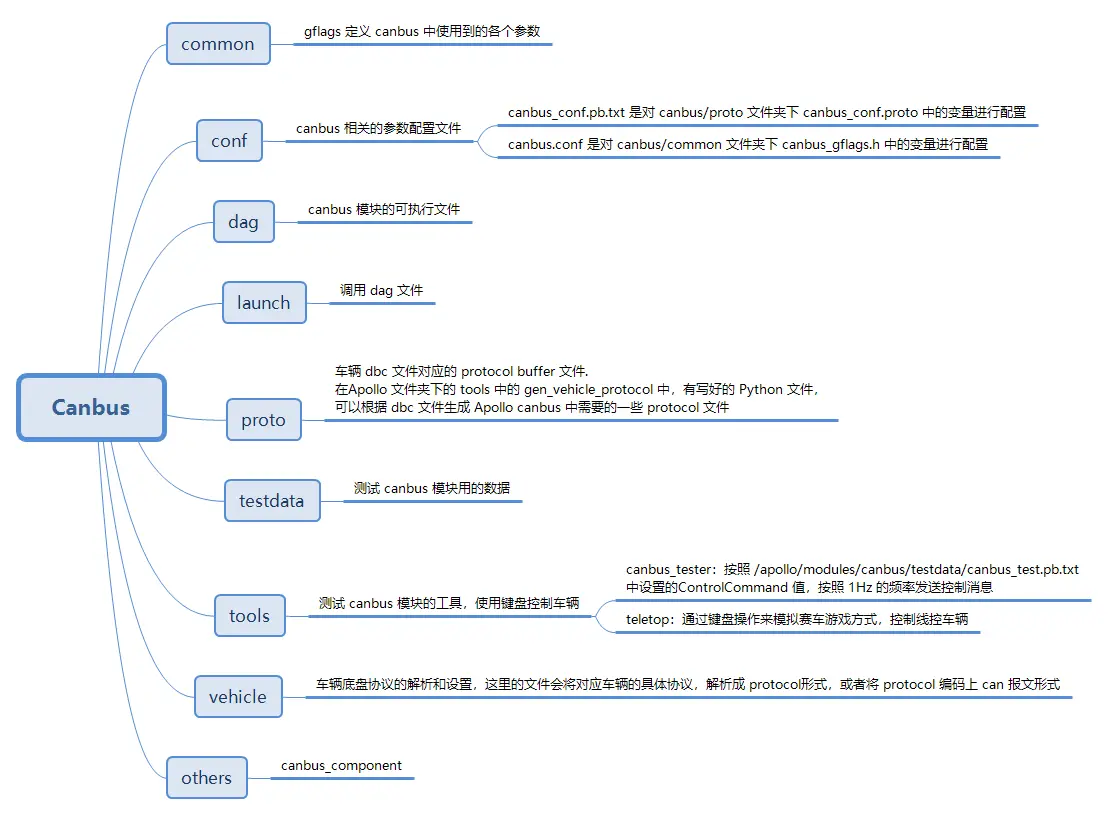 common
gflags 定义 canbus 中使用到的各个参数
conf
canbus 相关的参数配置文件
canbus_conf.pb.txt 是对 canbus/proto 文件夹下 canbus_conf.proto 中的变量进行配置
canbus.conf 是对 canbus/common 文件夹下 canbus_gflags.h 中的变量进行配置
dag
canbus 模块的可执行文件
launch
调用 dag 文件
Canbus
proto
车辆 dbc 文件对应的 protocol buffer 文件.
在Apollo 文件夹下的 tools 中的 gen_vehicle_protocol 中，有写好的 Python 文件，
可以根据 dbc 文件生成 Apollo canbus 中需要的一些 protocol 文件
testdata
测试 canbus 模块用的数据
tools
测试 canbus 模块的工具，使用键盘控制车辆
canbus_tester：按照 /apollo/modules/canbus/testdata/canbus_test.pb.txt
中设置的ControlCommand 值，按照 1Hz 的频率发送控制消息
teletop：通过键盘操作来模拟赛车游戏方式，控制线控车辆
vehicle
车辆底盘协议的解析和设置，这里的文件会将对应车辆的具体协议，解析成 protocol形式，或者将 protocol 编码上 can 报文形式
others
canbus_component